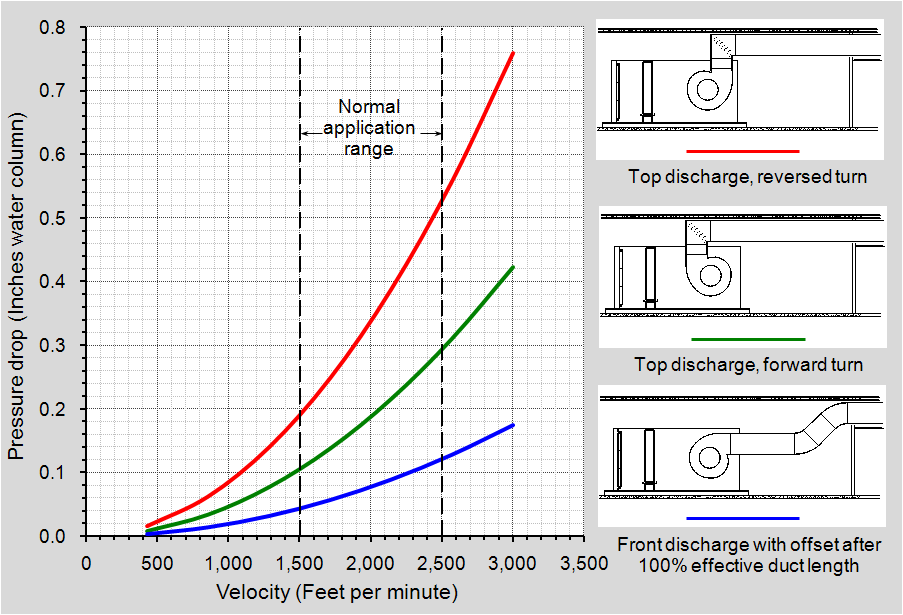 0.8
0.7
0.6
0.5
0.4
0.3
0.2
0.1
0.0
Pressure drop (Inches water column)
Normal
application
range
0 500 1,000 1,500 2,000 2,500 3,000 3,500
Velocity (Feet per minute)
Top discharge, reversed turn
Top discharge, forward turn
Front discharge with offset after
100% effective duct length